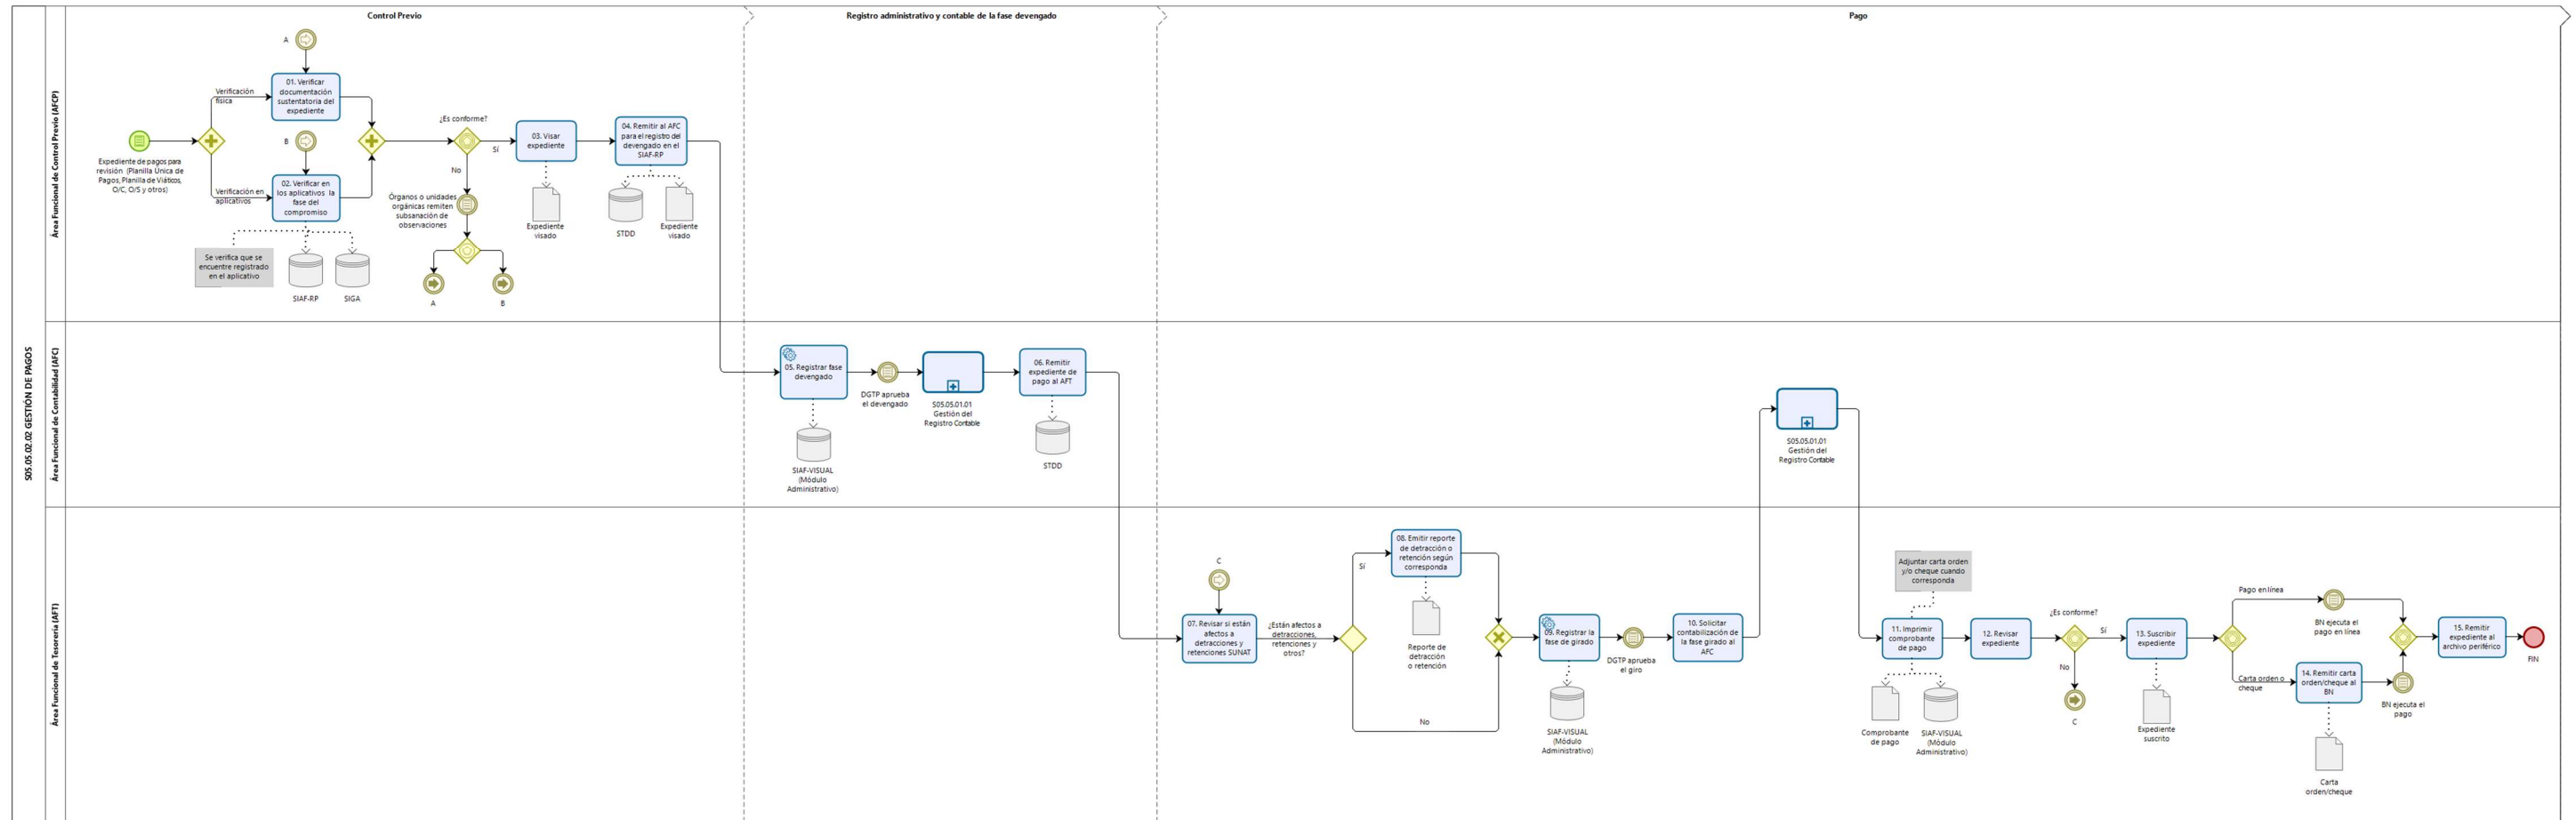 Control Previo
Registro administrativo y contable de la fase devengado
Pago
S05.05.02.02 GESTIÓN DE PAGOS
Área Funcional de Control Previo (AFCP)
A
01. Verificar
documentación
sustentatoria del
expediente
Verificación
física
B
Expediente de pagos para
revisión (Planilla Única de
Pagos, Planilla de Viáticos,
O/C, O/S y otros)
Verificación en
aplicativos
02. Verificar en
los aplicativos la
fase del
compromiso
Se verifica que se
encuentre registrado
en el aplicativo
SIAF-RP
SIGA
¿Es conforme?
Sí
No
Órganos o unidades
orgánicas remiten
subsanación de
observaciones
A
B
03. Visar
expediente
Expediente
visado
04. Remitir al AFC
para el registro del
devengado en el
SIAF-RP
STDD
Expediente
visado
Área Funcional de Contabilidad (AFC)
05. Registrar fase
devengado
SIAF-VISUAL
(Módulo
Administrativo)
DGTP aprueba
el devengado
S05.05.01.01
Gestión del
Registro Contable
06. Remitir
expediente de
pago al AFT
STDD
S05.05.01.01
Gestión del
Registro Contable
Área Funcional de Tesorería (AFT)
C
07. Revisar si están
afectos a
detracciones y
retenciones SUNAT
¿Están afectos a
detracciones,
retenciones y
otros?
Sí
No
08. Emitir reporte
de detracción o
retención según
corresponda
Reporte de
detracción
o retención
09. Registrar la
fase de girado
SIAF-VISUAL
(Módulo
Administrativo)
DGTP aprueba
el giro
10. Solicitar
contabilización de
la fase girado al
AFC
Adjuntar carta orden
y/o cheque cuando
corresponda
11. Imprimir
comprobante
de pago
Comprobante
de pago
SIAF-VISUAL
(Módulo
Administrativo)
12. Revisar
expediente
¿Es conforme?
Sí
No
C
13. Suscribir
expediente
Expediente
suscrito
Pago en línea
BN ejecuta el
pago en línea
Carta orden o
cheque
14. Remitir carta
orden/cheque al
BN
Carta
orden/cheque
BN ejecuta el
pago
15. Remitir
expediente al
archivo periférico
FIN